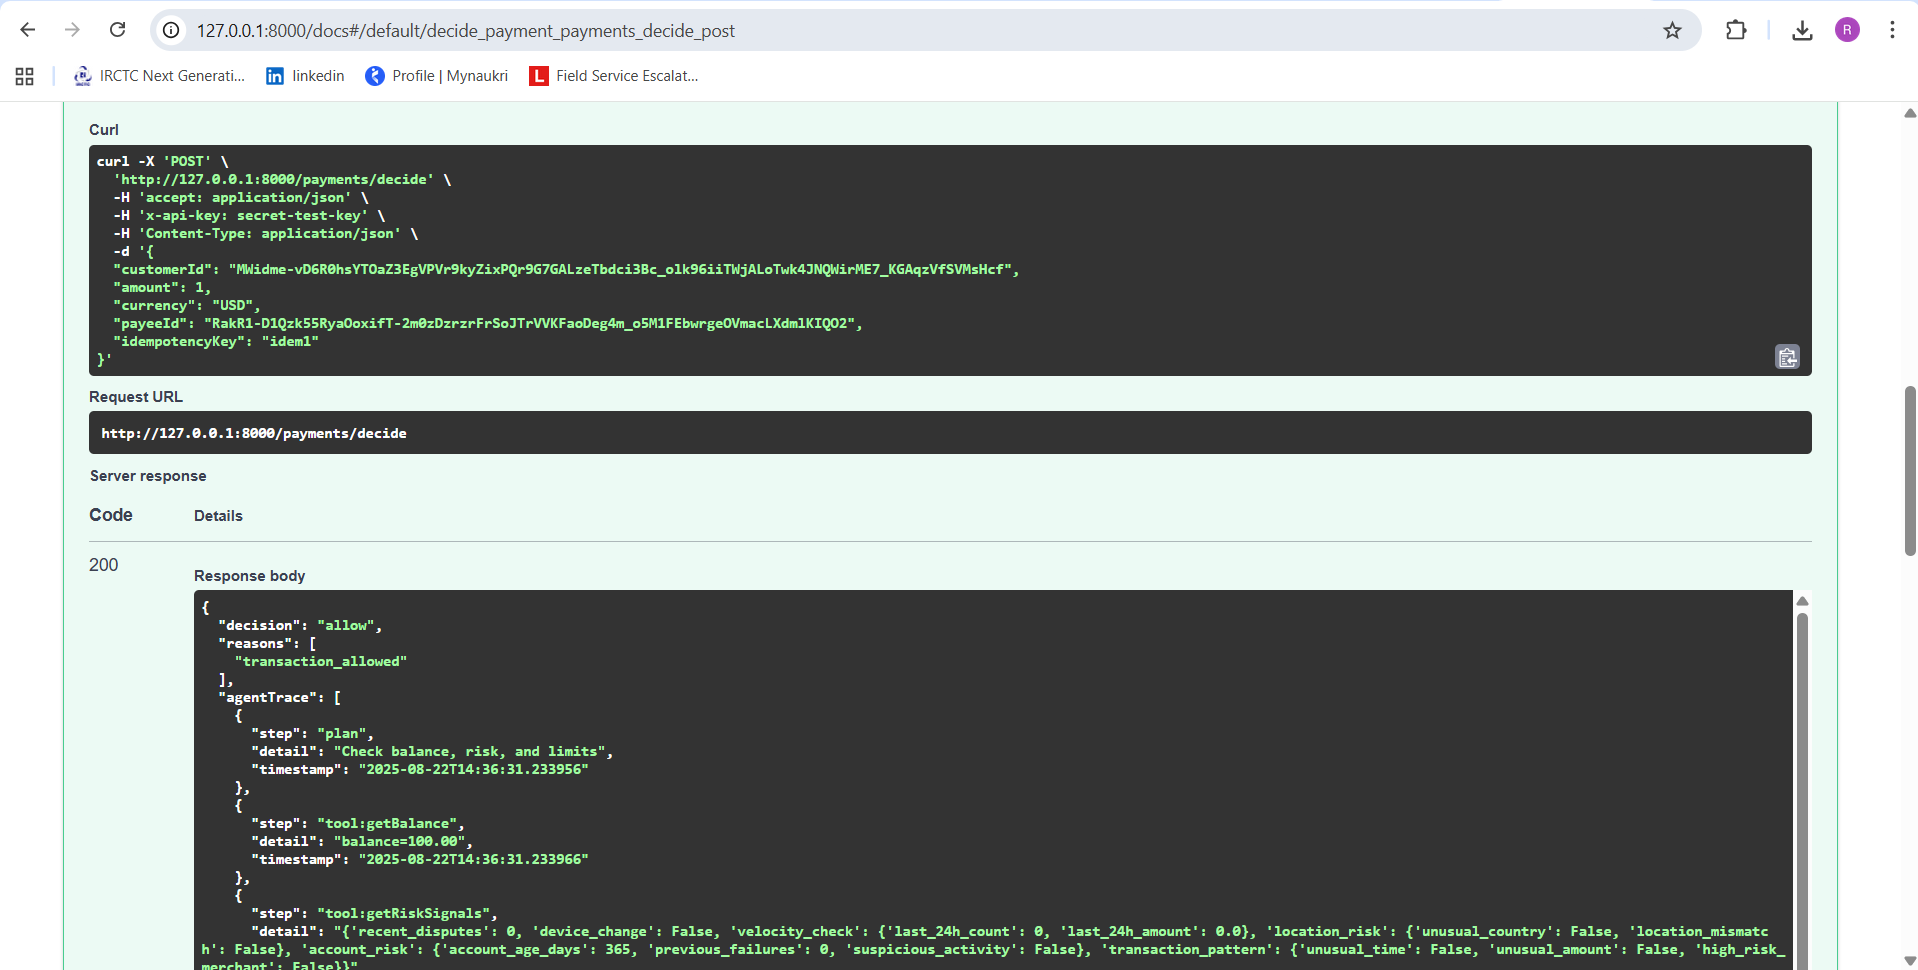 127.0.0.1:8000/docs#/default/decide_payment_payments_decide_post
R
IRCTC Next Generati...
in linkedin
Profile | Mynaukri
L Field Service Escalat...
Curl
curl -X 'POST' \
'http://127.0.0.1:8000/payments/decide' \
-H 'accept: application/json' \
-H 'x-api-key: secret-test-key' \
-H 'Content-Type: application/json' \
-d '{
"customerId": "MWidme-vD6R0hsYTOaZ3EgVPVr9kyZixPQr9G7GALzeTbdci3Bc_olk96iiTWjALoTwk4JNQWirME7_KGAqzVfSVMsHcf",
"amount": 1,
"currency": "USD",
"payeeId": "RakR1-D1Qzk55RyaOoxifT-2m0zDzrzrFrSoJTrVVKFaoDeg4m_o5M1FEbwrgeOVmacLXdmlKIQO2",
"idempotencyKey": "idem1"
}'
Request URL
http://127.0.0.1:8000/payments/decide
Server response
Code Details
200
Response body
{
"decision": "allow",
"reasons": [
"transaction_allowed"
],
"agentTrace": [
{
"step": "plan",
"detail": "Check balance, risk, and limits",
"timestamp": "2025-08-22T14:36:31.233956"
},
{
"step": "tool:getBalance",
"detail": "balance=100.00",
"timestamp": "2025-08-22T14:36:31.233966"
},
{
"step": "tool:getRiskSignals",
"detail": "{'recent_disputes': 0, 'device_change': False, 'velocity_check': {'last_24h_count': 0, 'last_24h_amount': 0.0}, 'location_risk': {'unusual_country': False, 'location_mismatc
h': False}, 'account_risk': {'account_age_days': 365, 'previous_failures': 0, 'suspicious_activity': False}, 'transaction_pattern': {'unusual_time': False, 'unusual_amount': False, 'high_risk_
merchant': False}}"